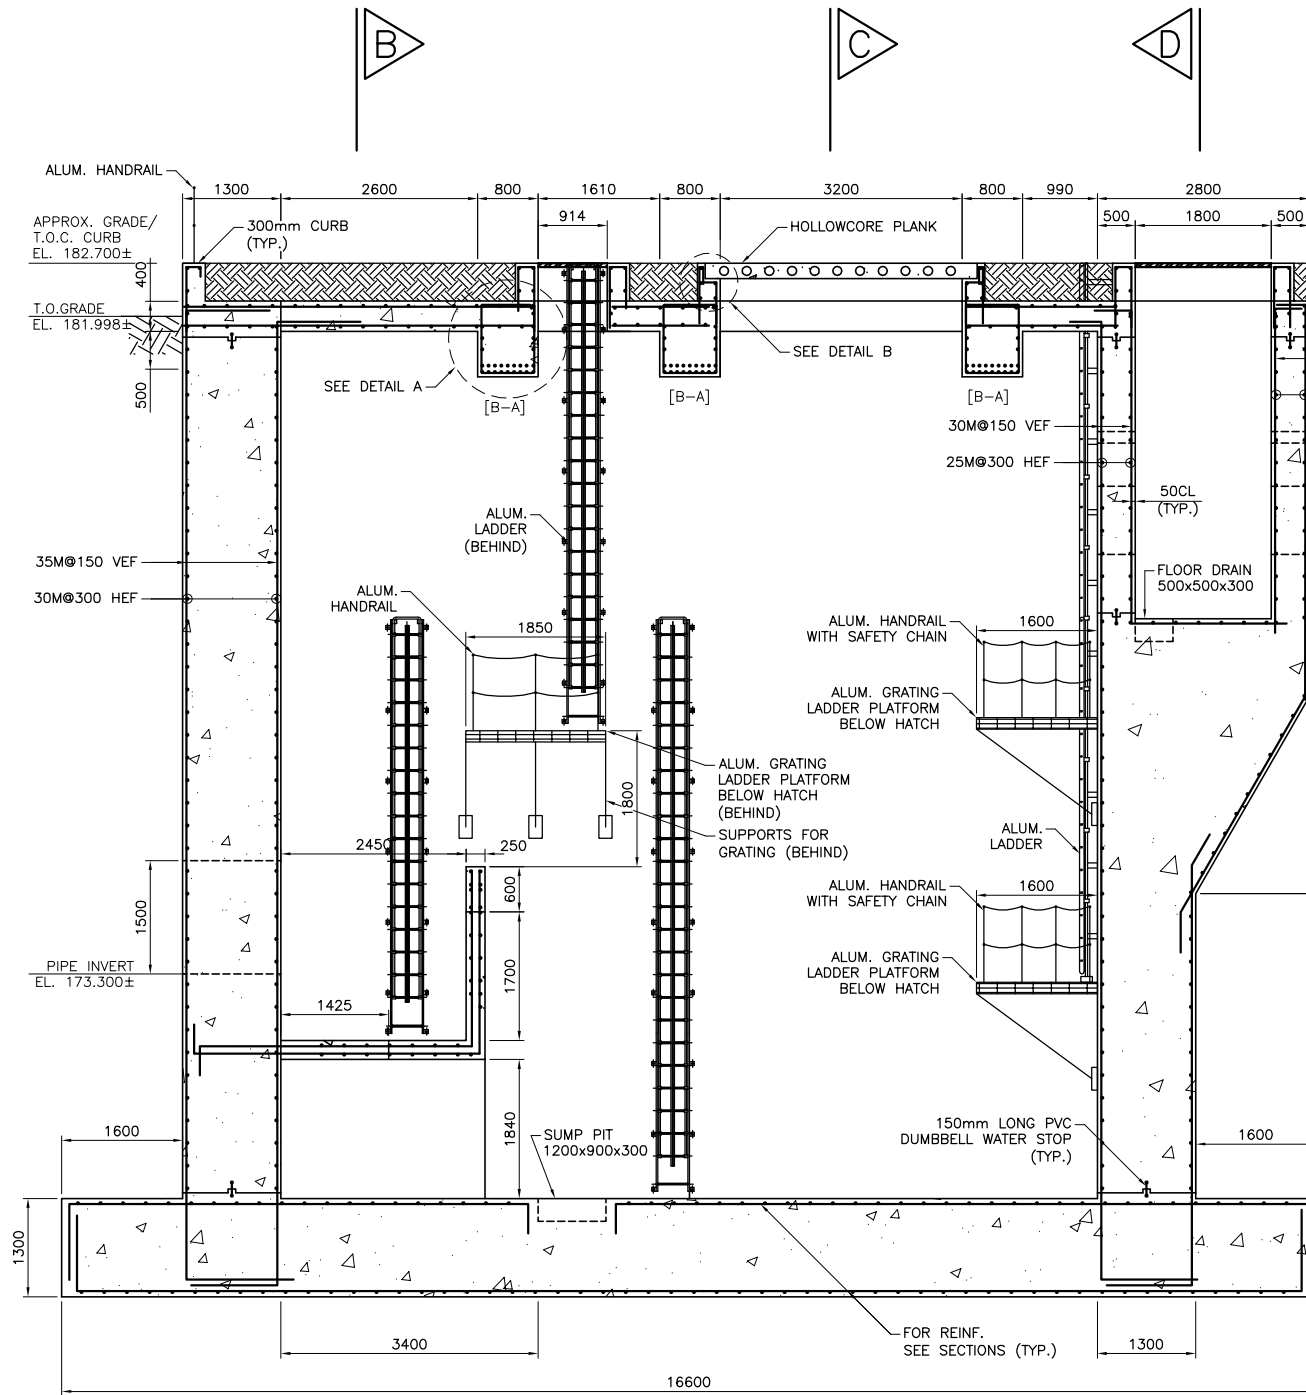 B
C
D
ALUM. HANDRAIL
1300
2600
800
1610
800
3200
800
990
2800
914
500
1800
500
APPROX. GRADE/
T.O.C. CURB
EL. 182.700±
300mm CURB
(TYP.)
HOLLOWCORE PLANK
400
T.O.GRADE
EL. 181.998±
500
SEE DETAIL A
SEE DETAIL B
[B-A]
[B-A]
[B-A]
30M@150 VEF
25M@300 HEF
50CL
(TYP.)
ALUM.
LADDER
(BEHIND)
35M@150 VEF
30M@300 HEF
FLOOR DRAIN
500x500x300
ALUM.
HANDRAIL
1850
ALUM. HANDRAIL
WITH SAFETY CHAIN
1600
ALUM. GRATING
LADDER PLATFORM
BELOW HATCH
ALUM. GRATING
LADDER PLATFORM
BELOW HATCH
(BEHIND)
1800
SUPPORTS FOR
GRATING (BEHIND)
ALUM.
LADDER
2450
250
600
1500
1700
ALUM. HANDRAIL
WITH SAFETY CHAIN
1600
ALUM. GRATING
LADDER PLATFORM
BELOW HATCH
PIPE INVERT
EL. 173.300±
1425
1840
1600
SUMP PIT
1200x900x300
150mm LONG PVC
DUMBBELL WATER STOP
(TYP.)
1600
1300
FOR REINF.
SEE SECTIONS (TYP.)
3400
1300
16600